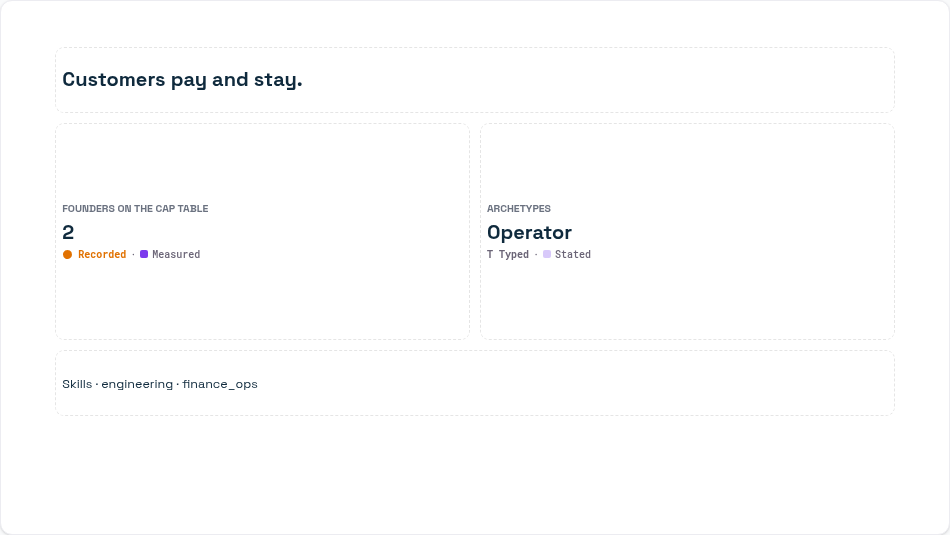 Customers pay and stay.
FOUNDERS ON THE CAP TABLE
2
Recorded · Measured
ARCHETYPES
Operator
T Typed · Stated
Skills · engineering · finance_ops